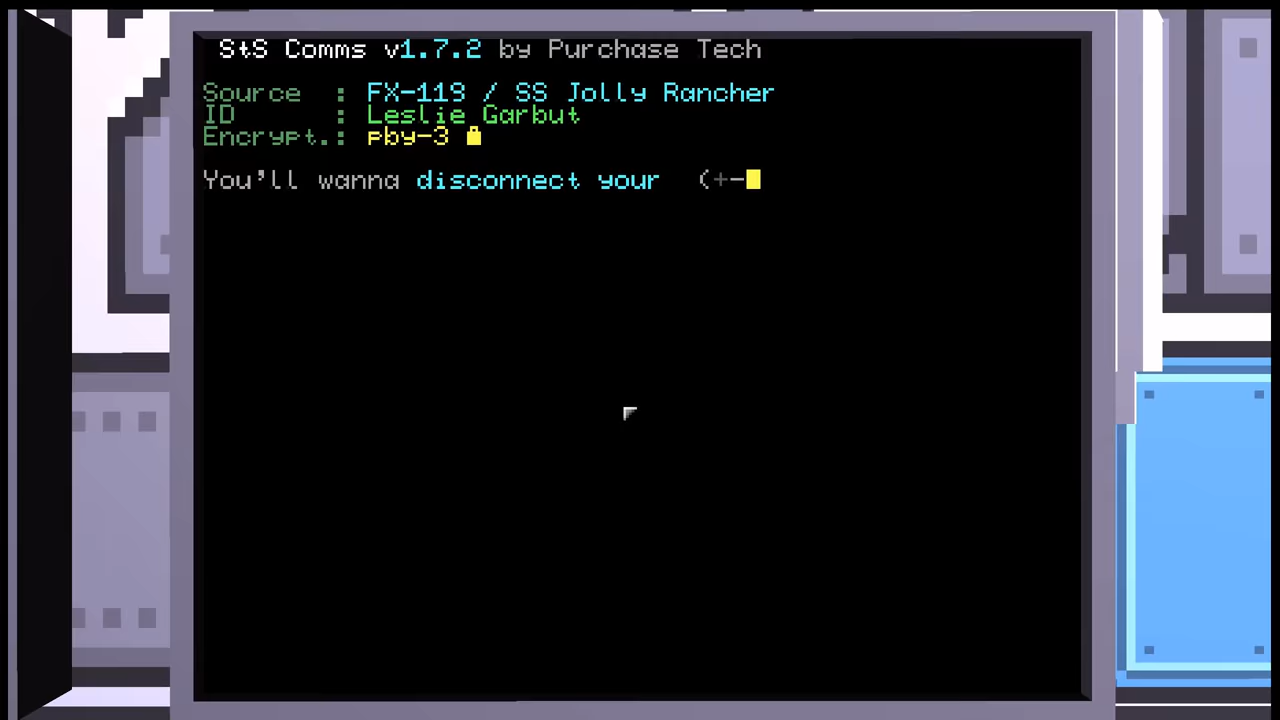 StS Comms v1.7.2 by Purchase Tech
Source : FX-119 / SS Jolly Rancher
ID : Leslie Garbut
Encrypt.: pby-3
You'll wanna disconnect your (+-